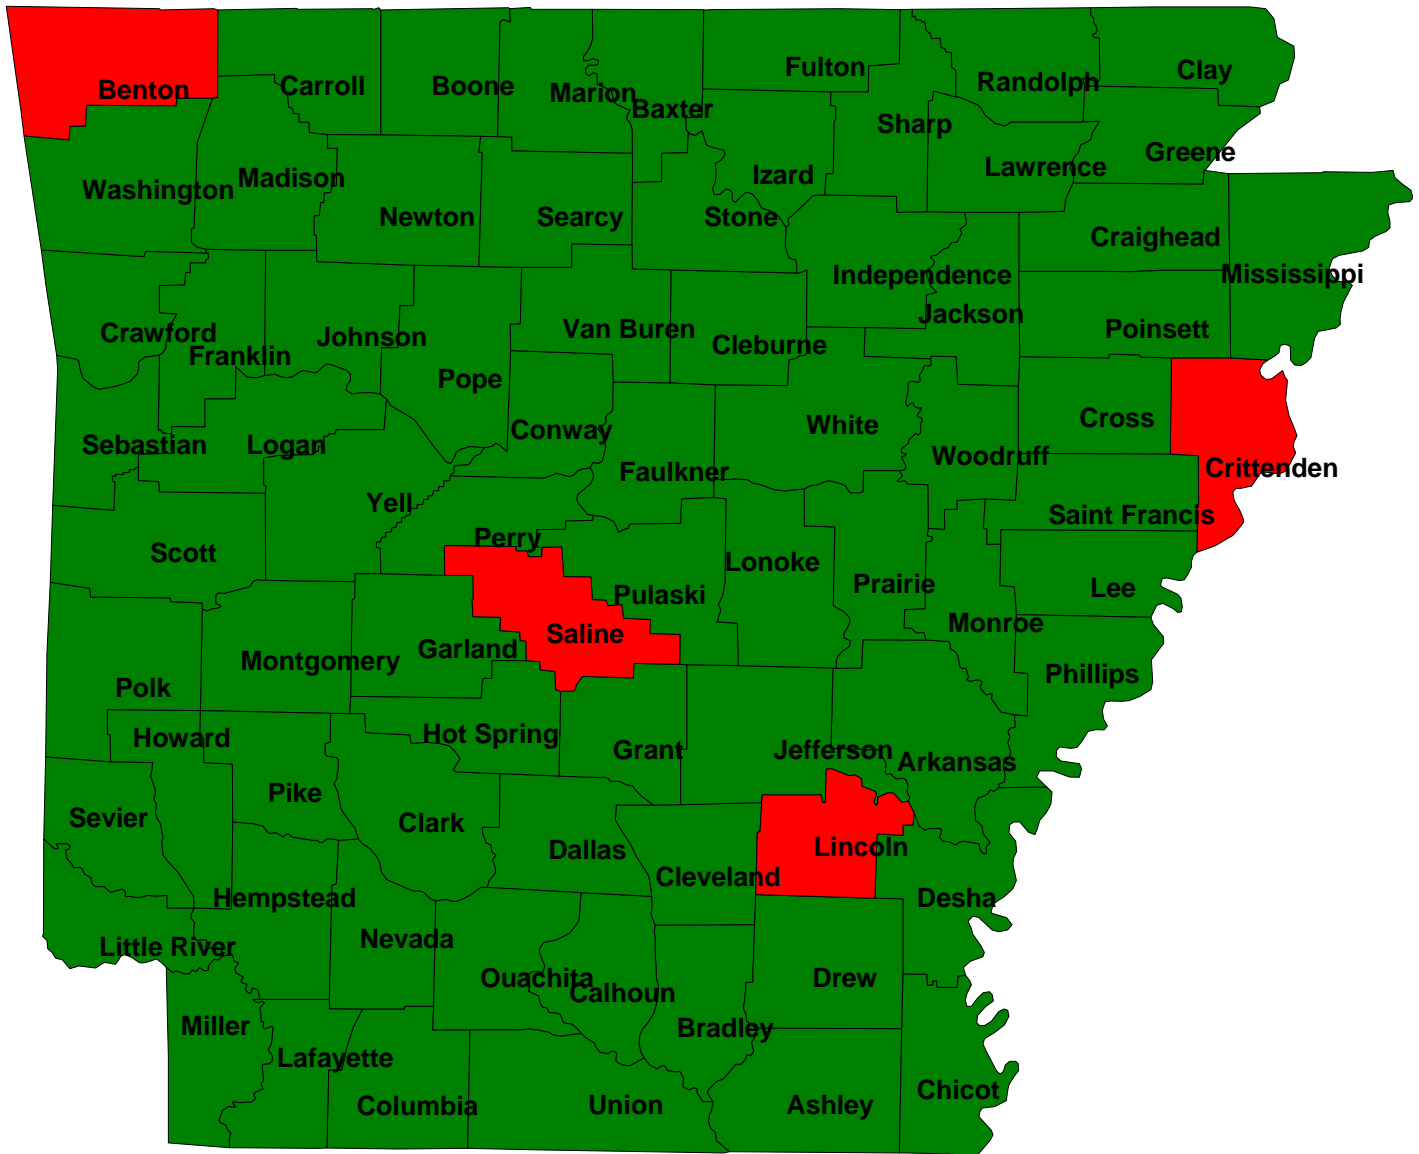 Benton
Carroll
Boone
Marion
Baxter
Fulton
Randolph
Clay
Sharp
Greene
Lawrence
Izard
Washington
Madison
Newton
Searcy
Stone
Craighead
Mississippi
Independence
Jackson
Poinsett
Crawford
Franklin
Johnson
Van Buren
Cleburne
Pope
Conway
White
Cross
Sebastian
Logan
Faulkner
Woodruff
Crittenden
Yell
Saint Francis
Scott
Perry
Lonoke
Prairie
Lee
Pulaski
Monroe
Saline
Garland
Montgomery
Phillips
Polk
Howard
Hot Spring
Grant
Jefferson
Arkansas
Pike
Sevier
Clark
Dallas
Lincoln
Cleveland
Hempstead
Desha
Little River
Nevada
Ouachita
Calhoun
Drew
Miller
Bradley
Lafayette
Chicot
Columbia
Union
Ashley